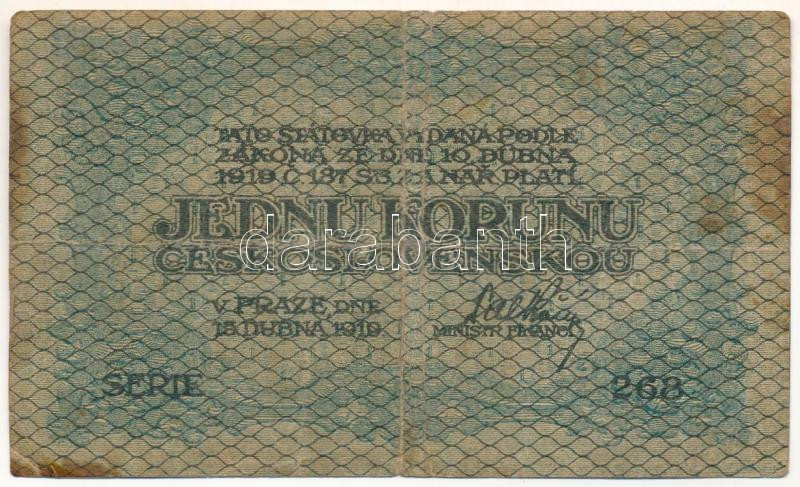 TATO STÁTOVKA VYDANÁ PODLE
ZÁKONA ZE DNE 10. DUBNA
1919 Č. 187 SB. Z. A NAŘ. PLATÍ
JEDNU KORUNU
ČESKOSLOVENSKOU
V PRAZE, DNE
15. DUBNA 1919.
MINISTR FINANCÍ
SERIE 268
darabanth